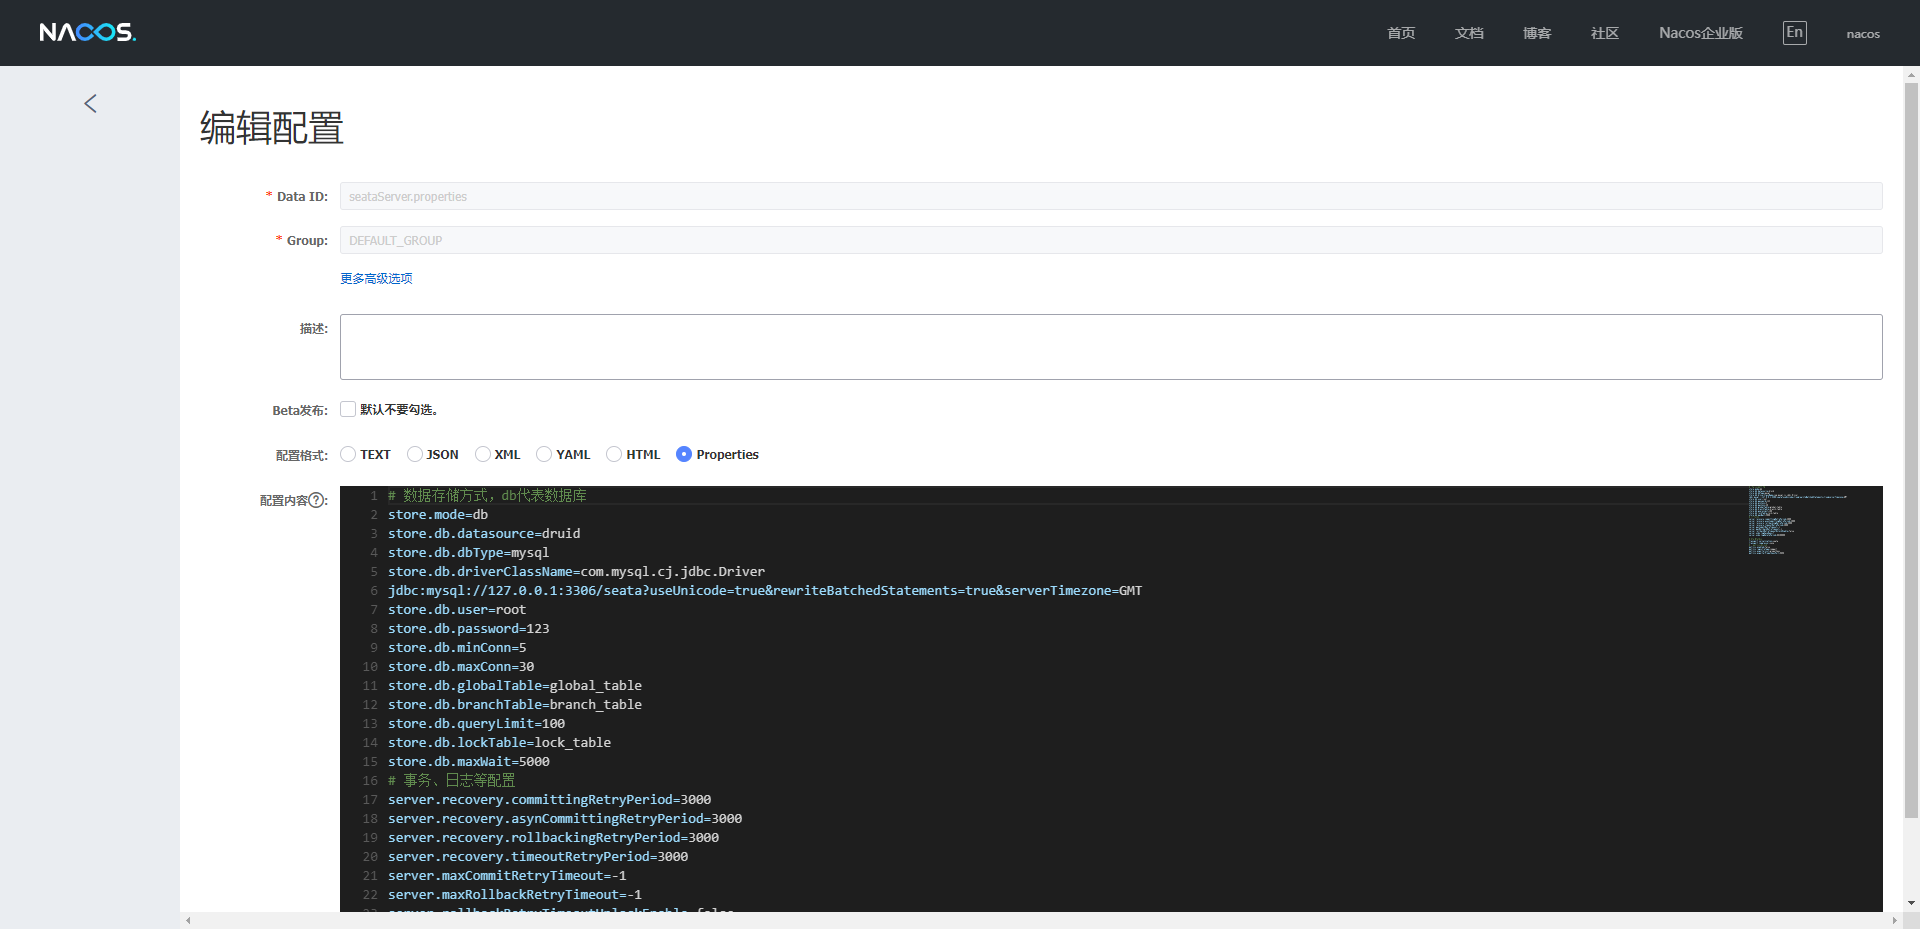 NACOS.
首页 文档 博客 社区 Nacos企业版 En nacos
编辑配置
* Data ID: seataServer.properties
* Group: DEFAULT_GROUP
更多高级选项
描述:
Beta发布: 默认不要勾选。
配置格式: TEXT JSON XML YAML HTML Properties
配置内容?:
1 # 数据存储方式，db代表数据库
2 store.mode=db
3 store.db.datasource=druid
4 store.db.dbType=mysql
5 store.db.driverClassName=com.mysql.cj.jdbc.Driver
6 jdbc:mysql://127.0.0.1:3306/seata?useUnicode=true&rewriteBatchedStatements=true&serverTimezone=GMT
7 store.db.user=root
8 store.db.password=123
9 store.db.minConn=5
10 store.db.maxConn=30
11 store.db.globalTable=global_table
12 store.db.branchTable=branch_table
13 store.db.queryLimit=100
14 store.db.lockTable=lock_table
15 store.db.maxWait=5000
16 # 事务、日志等配置
17 server.recovery.committingRetryPeriod=3000
18 server.recovery.asynCommittingRetryPeriod=3000
19 server.recovery.rollbackingRetryPeriod=3000
20 server.recovery.timeoutRetryPeriod=3000
21 server.maxCommitRetryTimeout=-1
22 server.maxRollbackRetryTimeout=-1
23 server.rollbackRetryTimeoutUnlockEnable=false